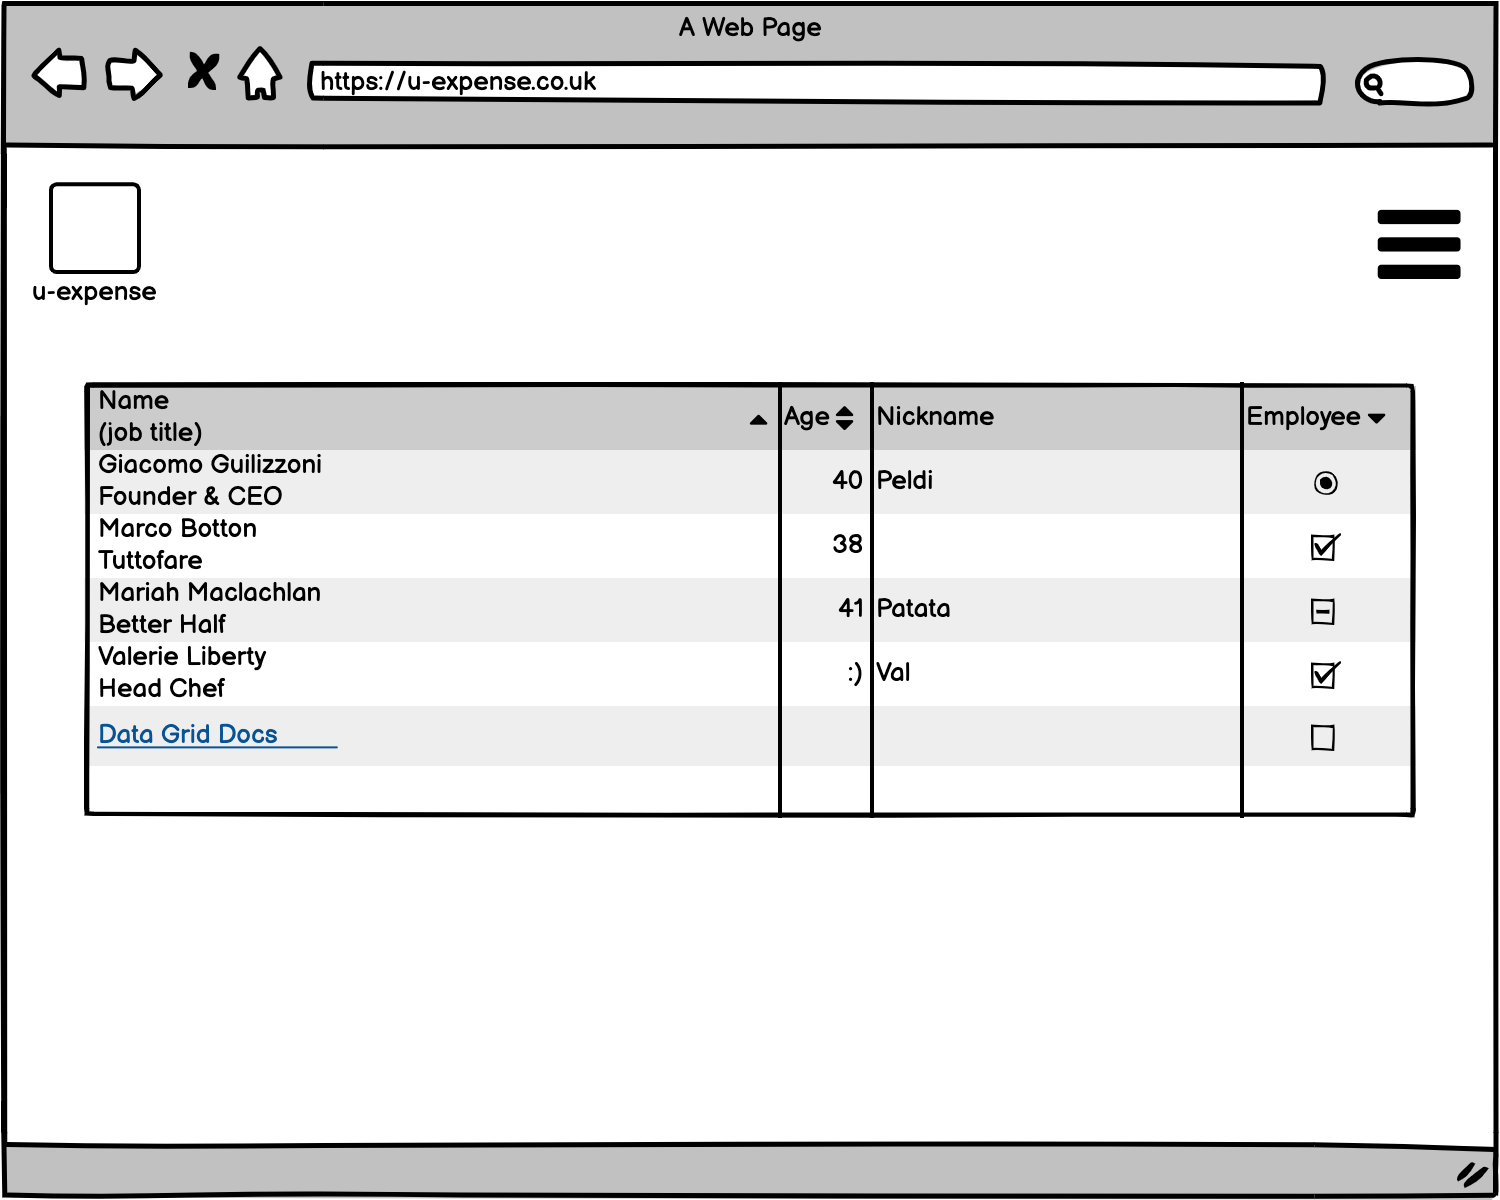 A Web Page
https://u-expense.co.uk
u-expense
Name
(job title)
Age
Nickname
Employee
Giacomo Guilizzoni
Founder & CEO
40
Peldi
Marco Botton
Tuttofare
38
Mariah Maclachlan
Better Half
41
Patata
Valerie Liberty
Head Chef
:)
Val
Data Grid Docs